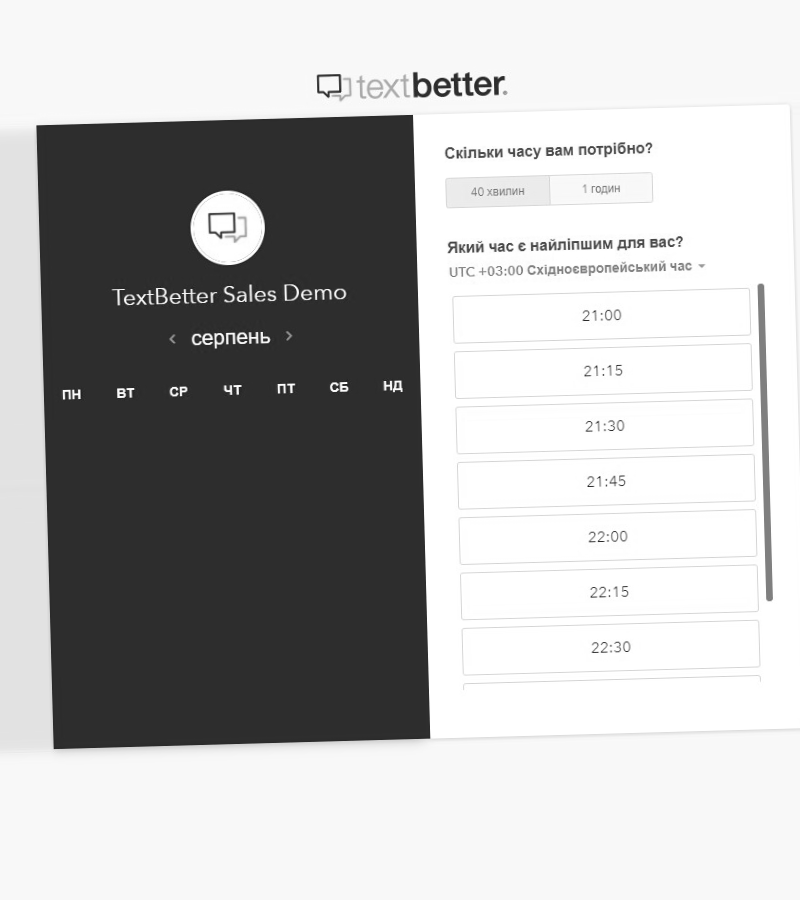 textbetter.
TextBetter Sales Demo
серпень
ПН ВТ СР ЧТ ПТ СБ НД
Скільки часу вам потрібно?
40 хвилин 1 годин
Який час є найліпшим для вас?
UTC +03:00 Східноєвропейський час
21:00
21:15
21:30
21:45
22:00
22:15
22:30